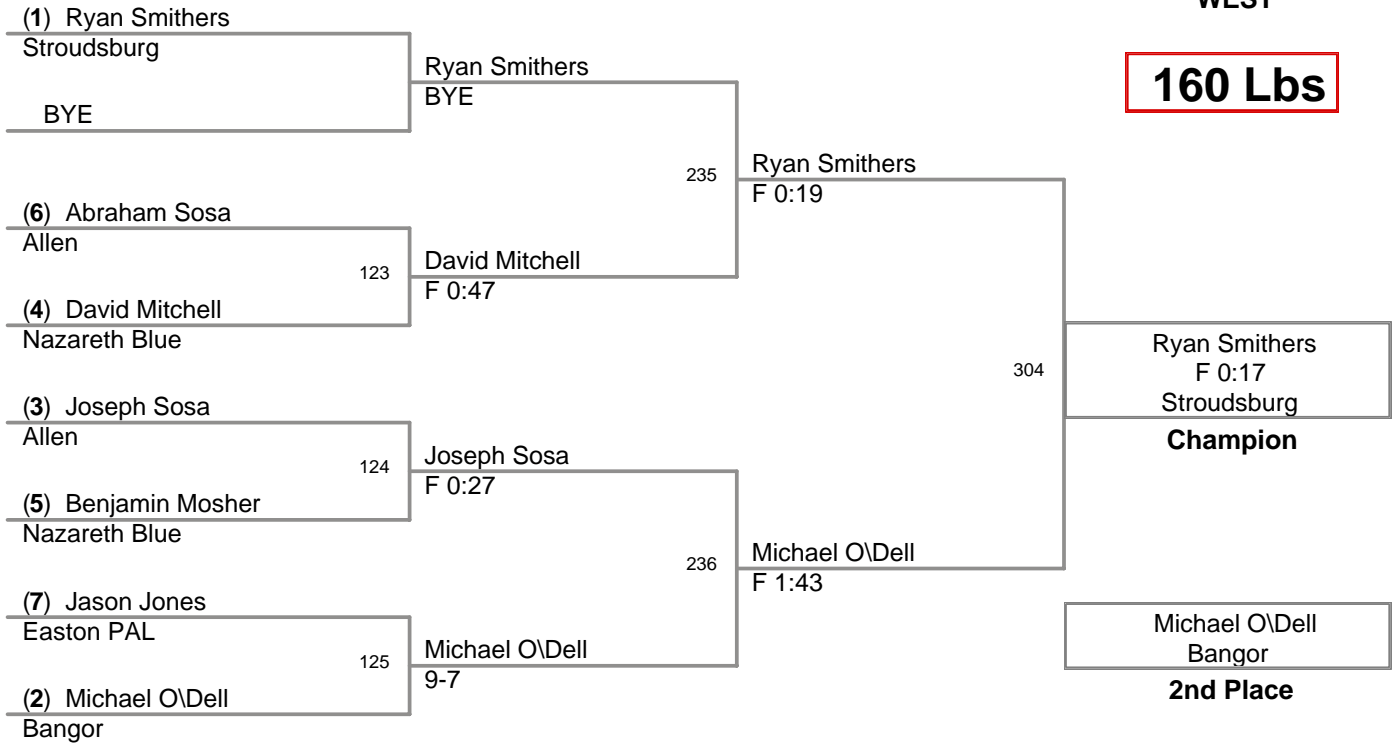 WEST
160 Lbs
(1) Ryan Smithers
Stroudsburg
BYE
(6) Abraham Sosa
Allen
(4) David Mitchell
Nazareth Blue
(3) Joseph Sosa
Allen
(5) Benjamin Mosher
Nazareth Blue
(7) Jason Jones
Easton PAL
(2) Michael O\Dell
Bangor
123
124
125
Ryan Smithers
BYE
David Mitchell
F 0:47
Joseph Sosa
F 0:27
Michael O\Dell
9-7
235
236
Ryan Smithers
F 0:19
Michael O\Dell
F 1:43
304
Ryan Smithers
F 0:17
Stroudsburg
Champion
Michael O\Dell
Bangor
2nd Place